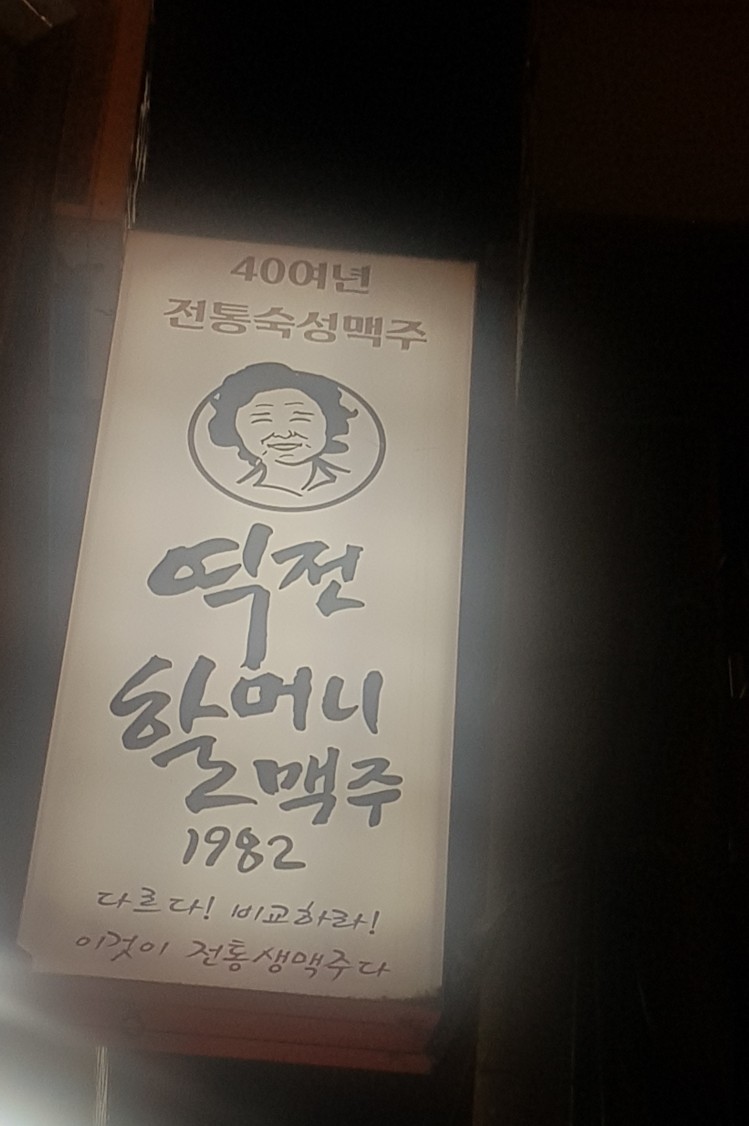 40여년
전통숙성맥주
역전
할머니
맥주
1982
다르다! 비교하라!
이것이 전통생맥주다